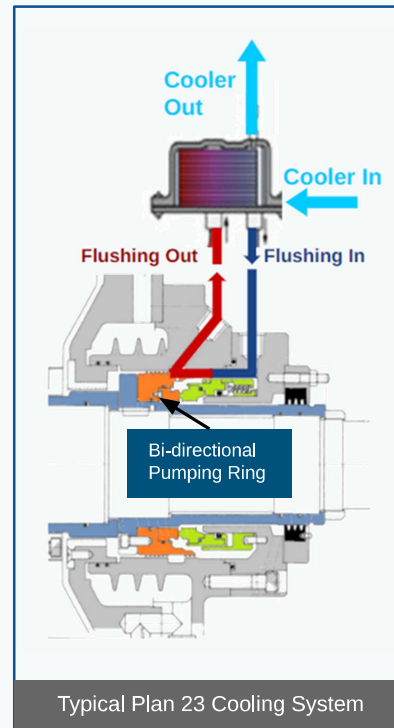 Cooler
Out
Cooler In
Flushing Out
Flushing In
Bi-directional
Pumping Ring
Typical Plan 23 Cooling System